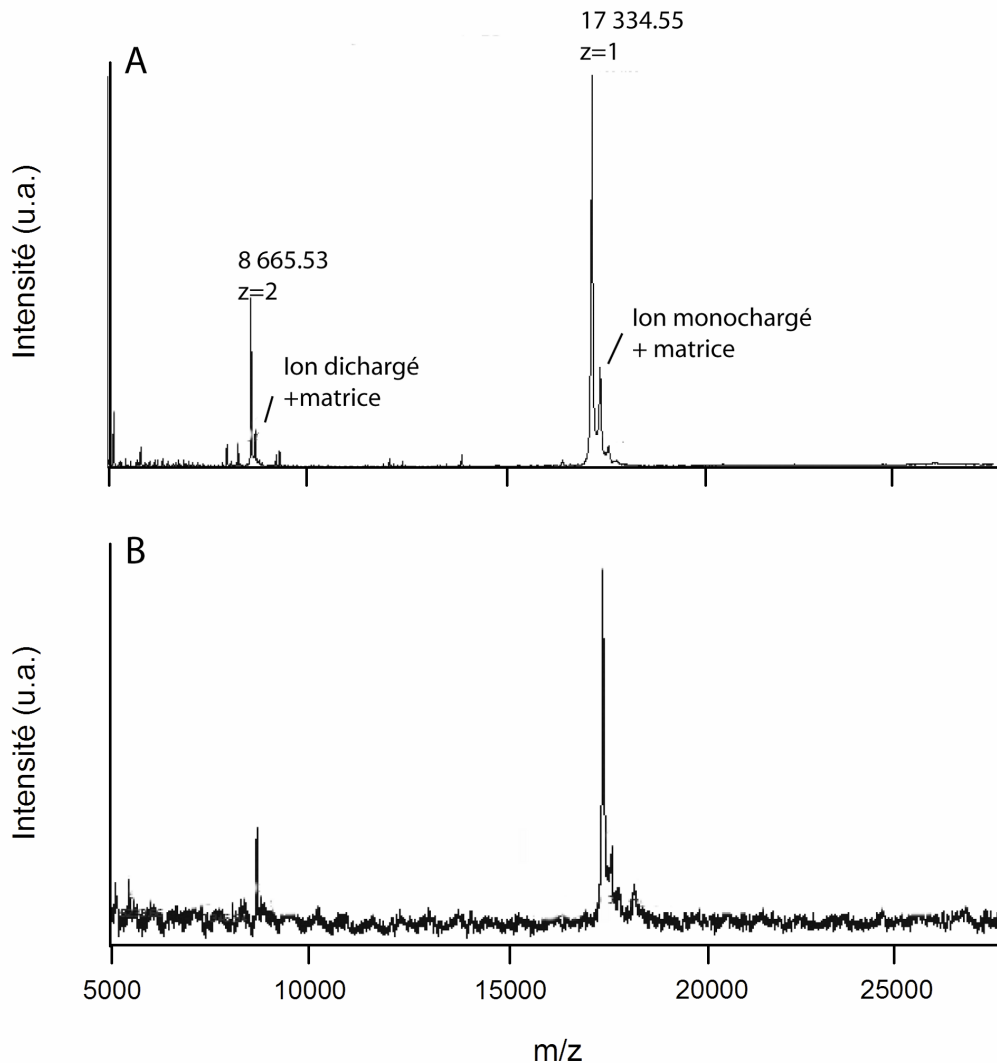 17 334.55
z=1
A
Intensité (u.a.)
8 665.53
z=2
Ion dichargé
+matrice
Ion monochargé
+ matrice
B
Intensité (u.a.)
5000 10000 15000 20000 25000
m/z